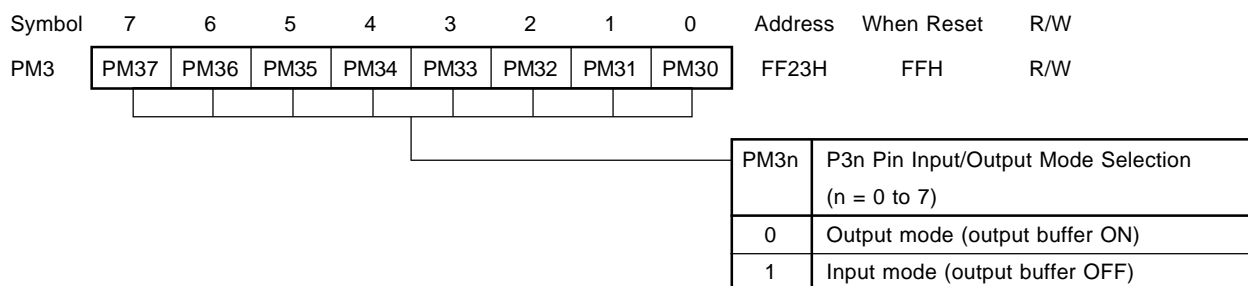 Symbol 7 6 5 4 3 2 1 0 Address When Reset R/W
PM3 PM37 PM36 PM35 PM34 PM33 PM32 PM31 PM30 FF23H FFH R/W
PM3n P3n Pin Input/Output Mode Selection
(n = 0 to 7)
0 Output mode (output buffer ON)
1 Input mode (output buffer OFF)